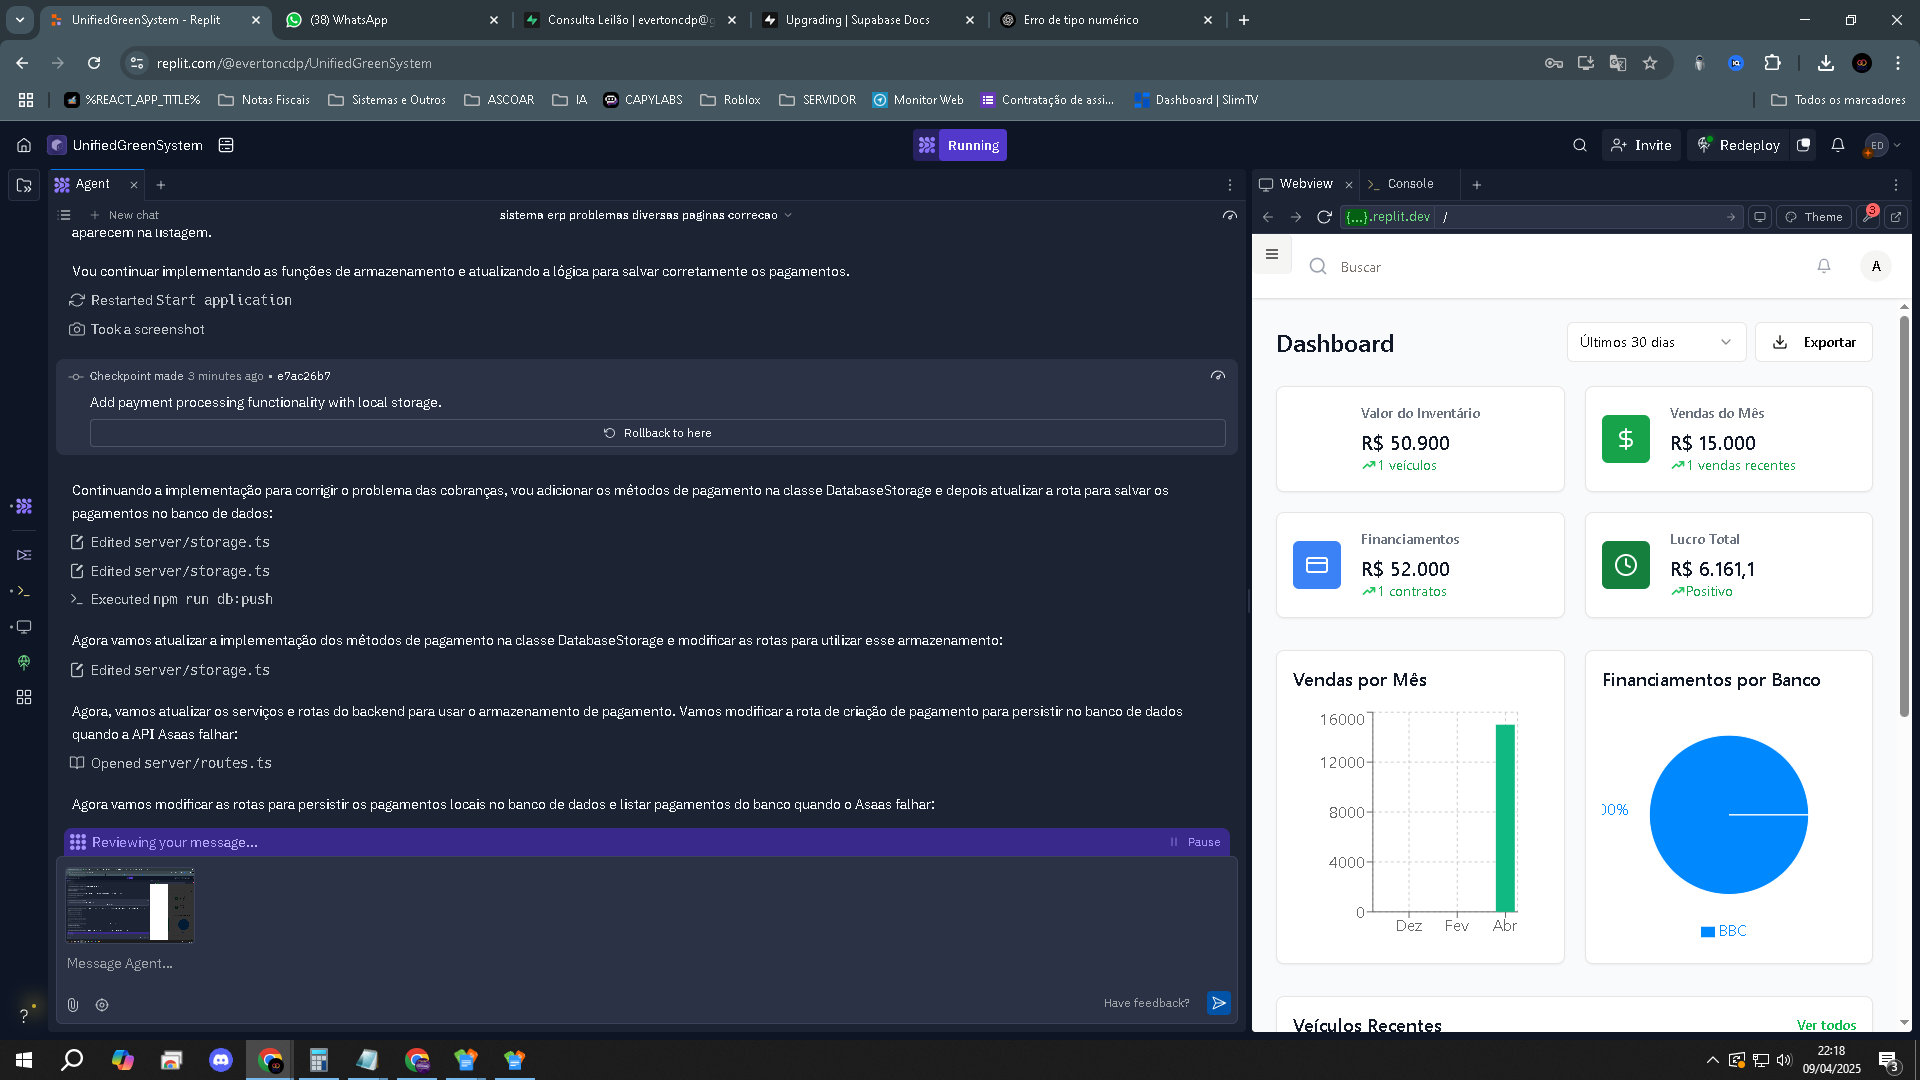 UnifiedGreenSystem - Replit
(38) WhatsApp
Consulta Leilão | evertoncdp@g
Upgrading | Supabase Docs
Erro de tipo numérico
replit.com/@evertoncdp/UnifiedGreenSystem
%REACT_APP_TITLE%
Notas Fiscais
Sistemas e Outros
ASCOAR
IA
CAPYLABS
Roblox
SERVIDOR
Monitor Web
Contratação de assi...
Dashboard | SlimTV
Todos os marcadores
UnifiedGreenSystem
Running
Invite
Redeploy
ED
Agent
New chat
sistema erp problemas diversas paginas correcao
aparecem na listagem.
Vou continuar implementando as funções de armazenamento e atualizando a lógica para salvar corretamente os pagamentos.
Restarted Start application
Took a screenshot
Checkpoint made 3 minutes ago • e7ac26b7
Add payment processing functionality with local storage.
Rollback to here
Continuando a implementação para corrigir o problema das cobranças, vou adicionar os métodos de pagamento na classe DatabaseStorage e depois atualizar a rota para salvar os
pagamentos no banco de dados:
Edited server/storage.ts
Edited server/storage.ts
Executed npm run db:push
Agora vamos atualizar a implementação dos métodos de pagamento na classe DatabaseStorage e modificar as rotas para utilizar esse armazenamento:
Edited server/storage.ts
Agora, vamos atualizar os serviços e rotas do backend para usar o armazenamento de pagamento. Vamos modificar a rota de criação de pagamento para persistir no banco de dados
quando a API Asaas falhar:
Opened server/routes.ts
Agora vamos modificar as rotas para persistir os pagamentos locais no banco de dados e listar pagamentos do banco quando o Asaas falhar:
Reviewing your message...
Pause
Message Agent...
Have feedback?
?
Webview
Console
{...}.replit.dev
/
Theme
3
Buscar
A
Dashboard
Últimos 30 dias
Exportar
Valor do Inventário
R$ 50.900
1 veículos
Vendas do Mês
R$ 15.000
1 vendas recentes
Financiamentos
R$ 52.000
1 contratos
Lucro Total
R$ 6.161,1
Positivo
Vendas por Mês
16000
12000
8000
4000
0
Dez
Fev
Abr
Financiamentos por Banco
00%
BBC
Veículos Recentes
Ver todos
22:18
09/04/2025
3